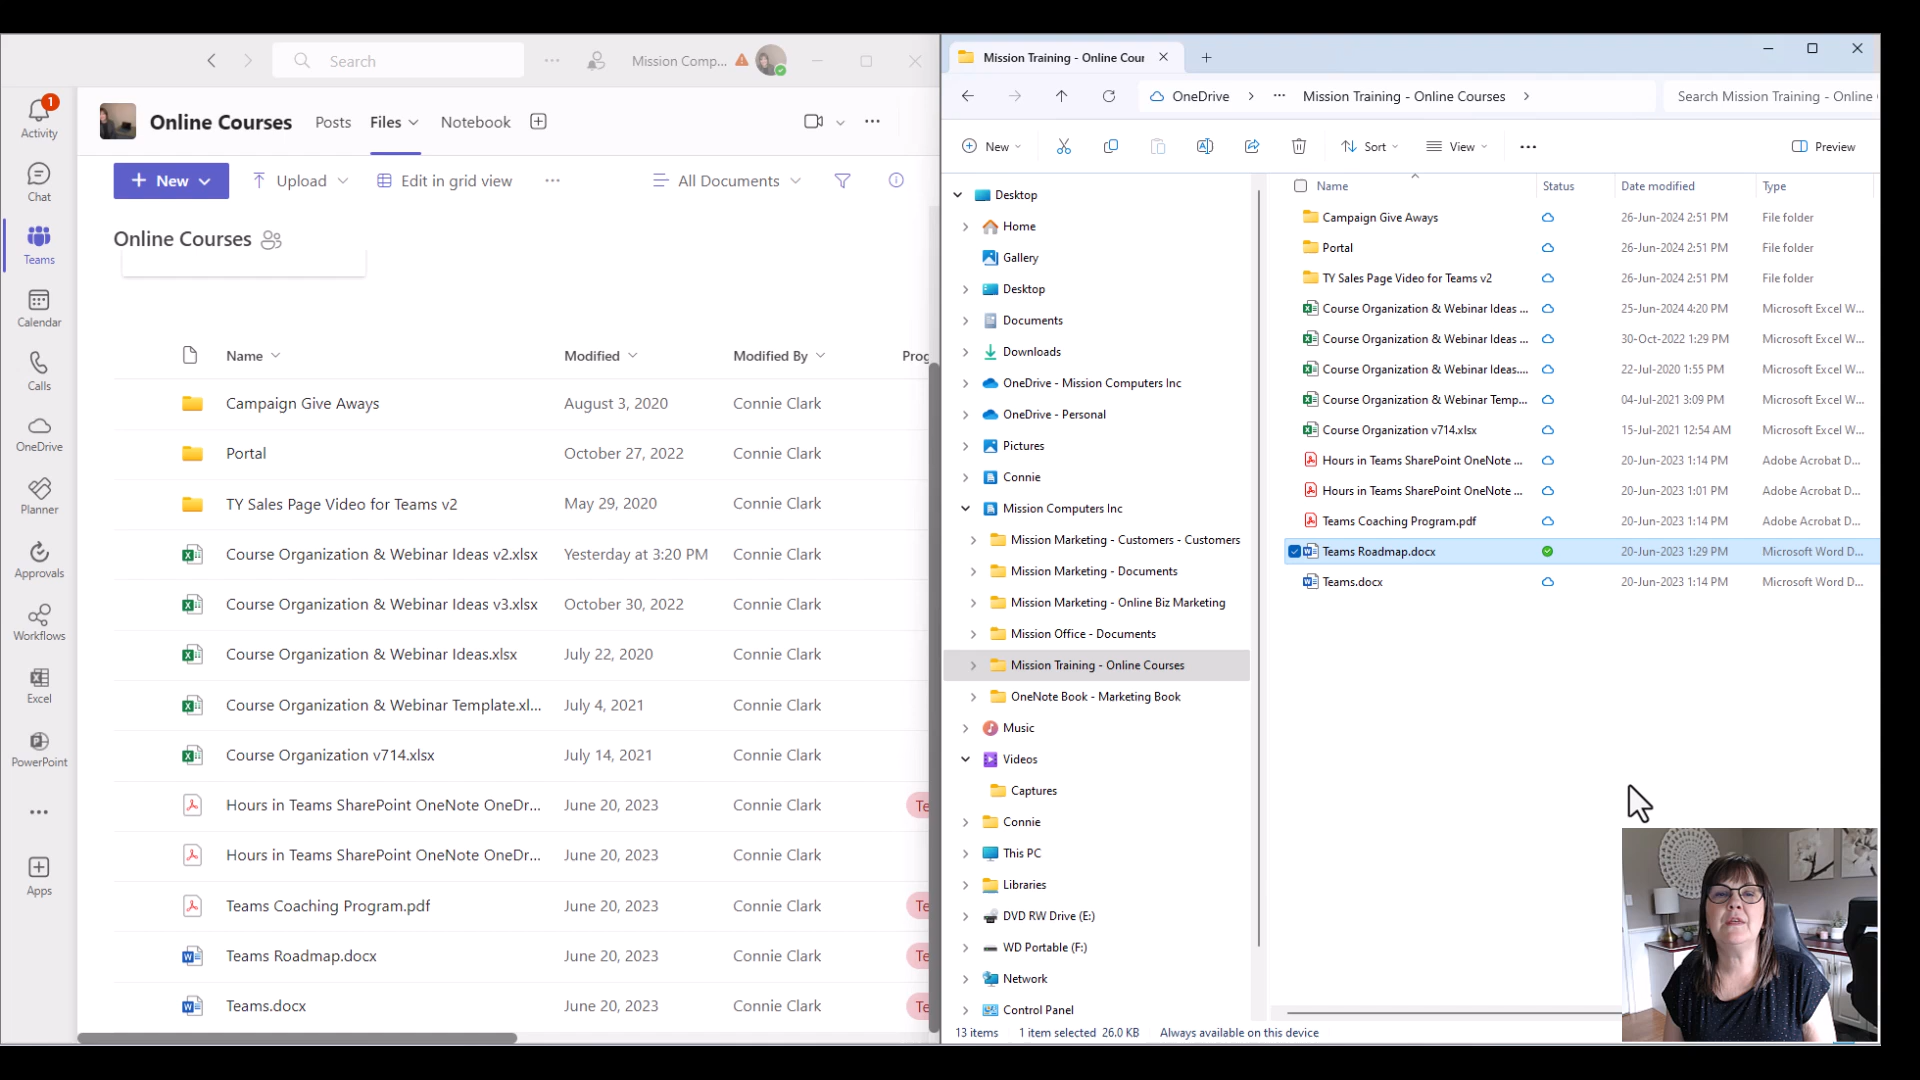 Search
Mission Comp...
1
Activity
Chat
Teams
Calendar
Calls
OneDrive
Planner
Approvals
Workflows
Excel
PowerPoint
Apps
Online Courses
Posts
Files
Notebook
New
Upload
Edit in grid view
All Documents
Online Courses
Name Modified Modified By Prog
Campaign Give Aways August 3, 2020 Connie Clark
Portal October 27, 2022 Connie Clark
TY Sales Page Video for Teams v2 May 29, 2020 Connie Clark
Course Organization & Webinar Ideas v2.xlsx Yesterday at 3:20 PM Connie Clark
Course Organization & Webinar Ideas v3.xlsx October 30, 2022 Connie Clark
Course Organization & Webinar Ideas.xlsx July 22, 2020 Connie Clark
Course Organization & Webinar Template.xl... July 4, 2021 Connie Clark
Course Organization v714.xlsx July 14, 2021 Connie Clark
Hours in Teams SharePoint OneNote OneDr... June 20, 2023 Connie Clark Te
Hours in Teams SharePoint OneNote OneDr... June 20, 2023 Connie Clark
Teams Coaching Program.pdf June 20, 2023 Connie Clark Te
Teams Roadmap.docx June 20, 2023 Connie Clark Te
Teams.docx June 20, 2023 Connie Clark Te
Mission Training - Online Cour
OneDrive > ... Mission Training - Online Courses >
Search Mission Training - Online
New
Sort
View
Preview
Desktop
Home
Gallery
Desktop
Documents
Downloads
OneDrive - Mission Computers Inc
OneDrive - Personal
Pictures
Connie
Mission Computers Inc
Mission Marketing - Customers - Customers
Mission Marketing - Documents
Mission Marketing - Online Biz Marketing
Mission Office - Documents
Mission Training - Online Courses
OneNote Book - Marketing Book
Music
Videos
Captures
Connie
This PC
Libraries
DVD RW Drive (E:)
WD Portable (F:)
Network
Control Panel
Name Status Date modified Type
Campaign Give Aways 26-Jun-2024 2:51 PM File folder
Portal 26-Jun-2024 2:51 PM File folder
TY Sales Page Video for Teams v2 26-Jun-2024 2:51 PM File folder
Course Organization & Webinar Ideas ... 25-Jun-2024 4:20 PM Microsoft Excel W...
Course Organization & Webinar Ideas ... 30-Oct-2022 1:29 PM Microsoft Excel W...
Course Organization & Webinar Ideas.... 22-Jul-2020 1:55 PM Microsoft Excel W...
Course Organization & Webinar Temp... 04-Jul-2021 3:09 PM Microsoft Excel W...
Course Organization v714.xlsx 15-Jul-2021 12:54 AM Microsoft Excel W...
Hours in Teams SharePoint OneNote ... 20-Jun-2023 1:14 PM Adobe Acrobat D...
Hours in Teams SharePoint OneNote ... 20-Jun-2023 1:01 PM Adobe Acrobat D...
Teams Coaching Program.pdf 20-Jun-2023 1:14 PM Adobe Acrobat D...
Teams Roadmap.docx 20-Jun-2023 1:29 PM Microsoft Word D...
Teams.docx 20-Jun-2023 1:14 PM Microsoft Word D...
13 items 1 item selected 26.0 KB Always available on this device